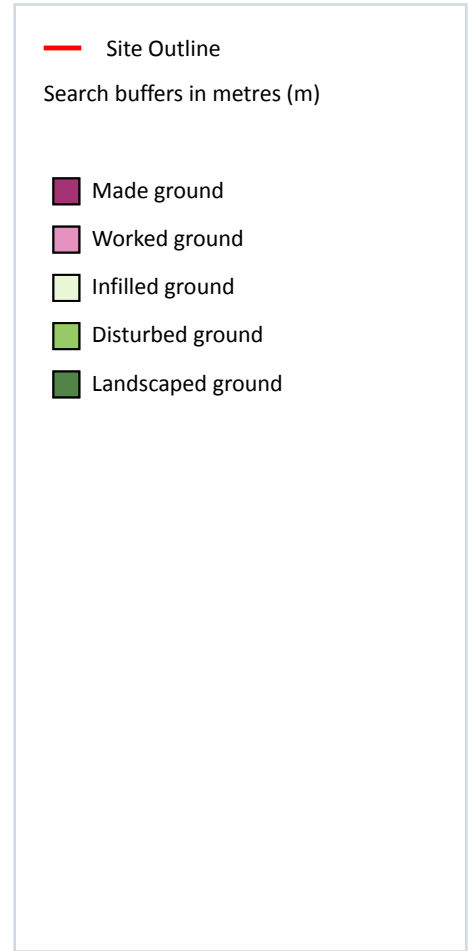 Site Outline
Search buffers in metres (m)
Made ground
Worked ground
Infilled ground
Disturbed ground
Landscaped ground